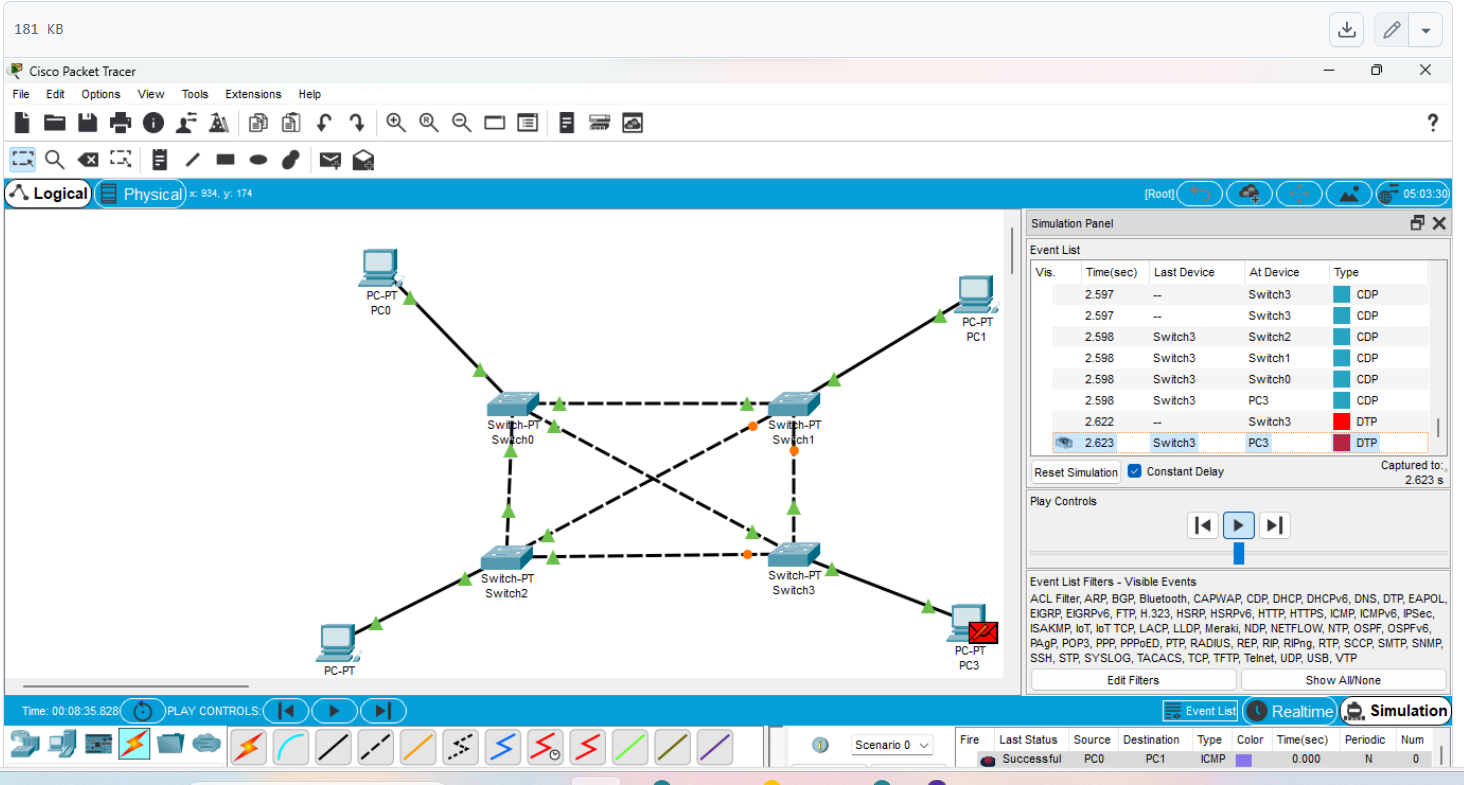 181 KB
Cisco Packet Tracer
File Edit Options View Tools Extensions Help
?
Logical Physical x: 934, y: 174 [Root] 05:03:30
PC-PT
PC0
PC-PT
PC1
Switch-PT
Switch0
Switch-PT
Switch1
Switch-PT
Switch2
Switch-PT
Switch3
PC-PT
PC-PT
PC3
Simulation Panel
Event List
Vis. Time(sec) Last Device At Device Type
2.597 -- Switch3 CDP
2.597 -- Switch3 CDP
2.598 Switch3 Switch2 CDP
2.598 Switch3 Switch1 CDP
2.598 Switch3 Switch0 CDP
2.598 Switch3 PC3 CDP
2.622 -- Switch3 DTP
2.623 Switch3 PC3 DTP
Reset Simulation Constant Delay Captured to:
2.623 s
Play Controls
Event List Filters - Visible Events
ACL Filter, ARP, BGP, Bluetooth, CAPWAP, CDP, DHCP, DHCPv6, DNS, DTP, EAPOL,
EIGRP, EIGRPv6, FTP, H.323, HSRP, HSRPv6, HTTP, HTTPS, ICMP, ICMPv6, IPSec,
ISAKMP, IoT, IoT TCP, LACP, LLDP, Meraki, NDP, NETFLOW, NTP, OSPF, OSPFv6,
PAgP, POP3, PPP, PPPoED, PTP, RADIUS, REP, RIP, RIPng, RTP, SCCP, SMTP, SNMP,
SSH, STP, SYSLOG, TACACS, TCP, TFTP, Telnet, UDP, USB, VTP
Edit Filters Show All/None
Time: 00:08:35.828 PLAY CONTROLS: Event List Realtime Simulation
Scenario 0
Fire Last Status Source Destination Type Color Time(sec) Periodic Num
Successful PC0 PC1 ICMP 0.000 N 0